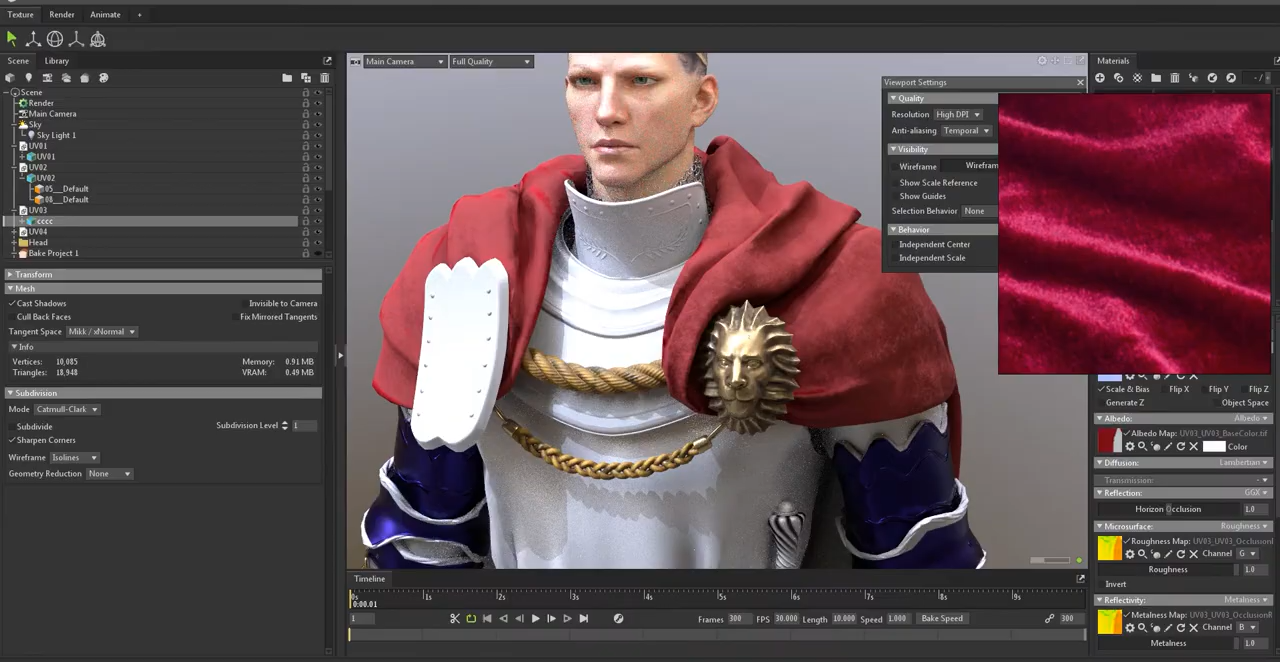 Texture Render Animate +
Scene Library
Scene
Render
Main Camera
Sky
Sky Light 1
UV01
UV01
UV02
UV02
05__Default
08__Default
UV03
cccc
UV04
Head
Bake Project 1
Transform
Mesh
Cast Shadows Invisible to Camera
Cull Back Faces Fix Mirrored Tangents
Tangent Space Mikk / xNormal
Info
Vertices: 10,085 Memory: 0.91 MB
Triangles: 18,948 VRAM: 0.49 MB
Subdivision
Mode Catmull-Clark
Subdivide Subdivision Level 1
Sharpen Corners
Wireframe Isolines
Geometry Reduction None
Main Camera Full Quality
Viewport Settings
Quality
Resolution High DPI
Anti-aliasing Temporal
Visibility
Wireframe Wirefram
Show Scale Reference
Show Guides
Selection Behavior None
Behavior
Independent Center
Independent Scale
Timeline
0s 1s 2s 3s 4s 5s 6s 7s 8s 9s
0:00.01
1 Frames 300 FPS 30.000 Length 10.000 Speed 1.000 Bake Speed 300
Materials
Scale & Bias Flip X Flip Y Flip Z
Generate Z Object Space
Albedo: Albedo
Albedo Map: UV03_UV03_BaseColor.tif
Color
Diffusion: Lambertian
Transmission:
Reflection: GGX
Horizon Occlusion 1.0
Microsurface: Roughness
Roughness Map: UV03_UV03_Occlusion
Channel G
Roughness 1.0
Invert
Reflectivity: Metalness
Metalness Map: UV03_UV03_OcclusionR
Channel B
Metalness 1.0